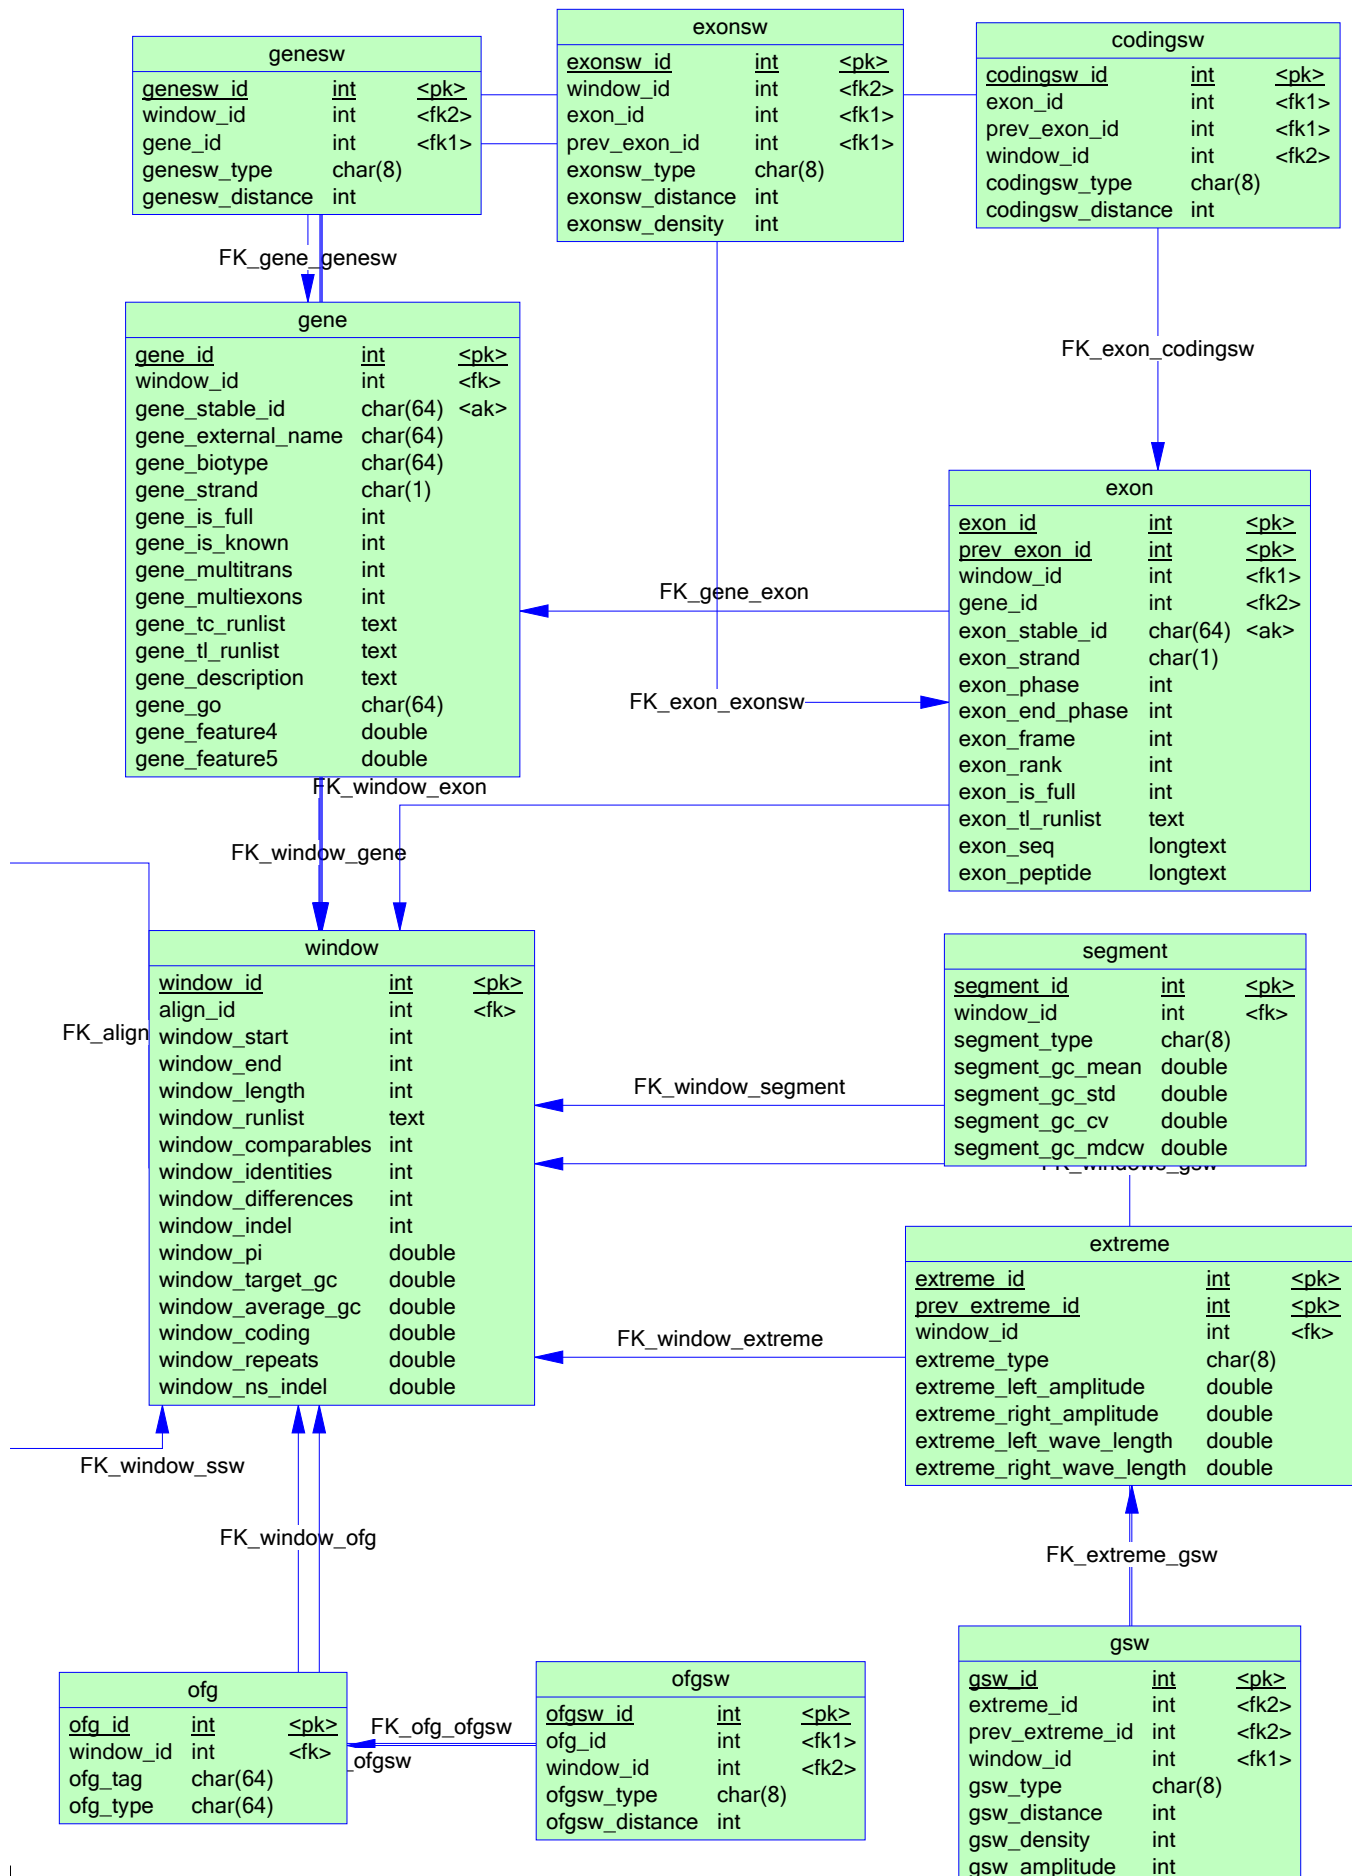 genesw
genesw_id int <pk>
window_id int <fk2>
gene_id int <fk1>
genesw_type char(8)
genesw_distance int
exonsw
exonsw_id int <pk>
window_id int <fk2>
exon_id int <fk1>
prev_exon_id int <fk1>
exonsw_type char(8)
exonsw_distance int
exonsw_density int
codingsw
codingsw_id int <pk>
exon_id int <fk1>
prev_exon_id int <fk1>
window_id int <fk2>
codingsw_type char(8)
codingsw_distance int
FK_gene_genesw
FK_exon_codingsw
gene
gene_id int <pk>
window_id int <fk>
gene_stable_id char(64) <ak>
gene_external_name char(64)
gene_biotype char(64)
gene_strand char(1)
gene_is_full int
gene_is_known int
gene_multitrans int
gene_multiexons int
gene_tc_runlist text
gene_tl_runlist text
gene_description text
gene_go char(64)
gene_feature4 double
gene_feature5 double
FK_gene_exon
FK_exon_exonsw
exon
exon_id int <pk>
prev_exon_id int <pk>
window_id int <fk1>
gene_id int <fk2>
exon_stable_id char(64) <ak>
exon_strand char(1)
exon_phase int
exon_end_phase int
exon_frame int
exon_rank int
exon_is_full int
exon_tl_runlist text
exon_seq longtext
exon_peptide longtext
FK_window_exon
FK_window_gene
FK_align
window
window_id int <pk>
align_id int <fk>
window_start int
window_end int
window_length int
window_runlist text
window_comparables int
window_identities int
window_differences int
window_indel int
window_pi double
window_target_gc double
window_average_gc double
window_coding double
window_repeats double
window_ns_indel double
FK_window_segment
segment
segment_id int <pk>
window_id int <fk>
segment_type char(8)
segment_gc_mean double
segment_gc_std double
segment_gc_cv double
segment_gc_mdcw double
FK_windows_gsw
FK_window_extreme
extreme
extreme_id int <pk>
prev_extreme_id int <pk>
window_id int <fk>
extreme_type char(8)
extreme_left_amplitude double
extreme_right_amplitude double
extreme_left_wave_length double
extreme_right_wave_length double
FK_window_ssw
FK_window_ofg
FK_extreme_gsw
ofg
ofg_id int <pk>
window_id int <fk>
ofg_tag char(64)
ofg_type char(64)
FK_ofg_ofgsw
_ofgsw
ofgsw
ofgsw_id int <pk>
ofg_id int <fk1>
window_id int <fk2>
ofgsw_type char(8)
ofgsw_distance int
gsw
gsw_id int <pk>
extreme_id int <fk2>
prev_extreme_id int <fk2>
window_id int <fk1>
gsw_type char(8)
gsw_distance int
gsw_density int
gsw_amplitude int